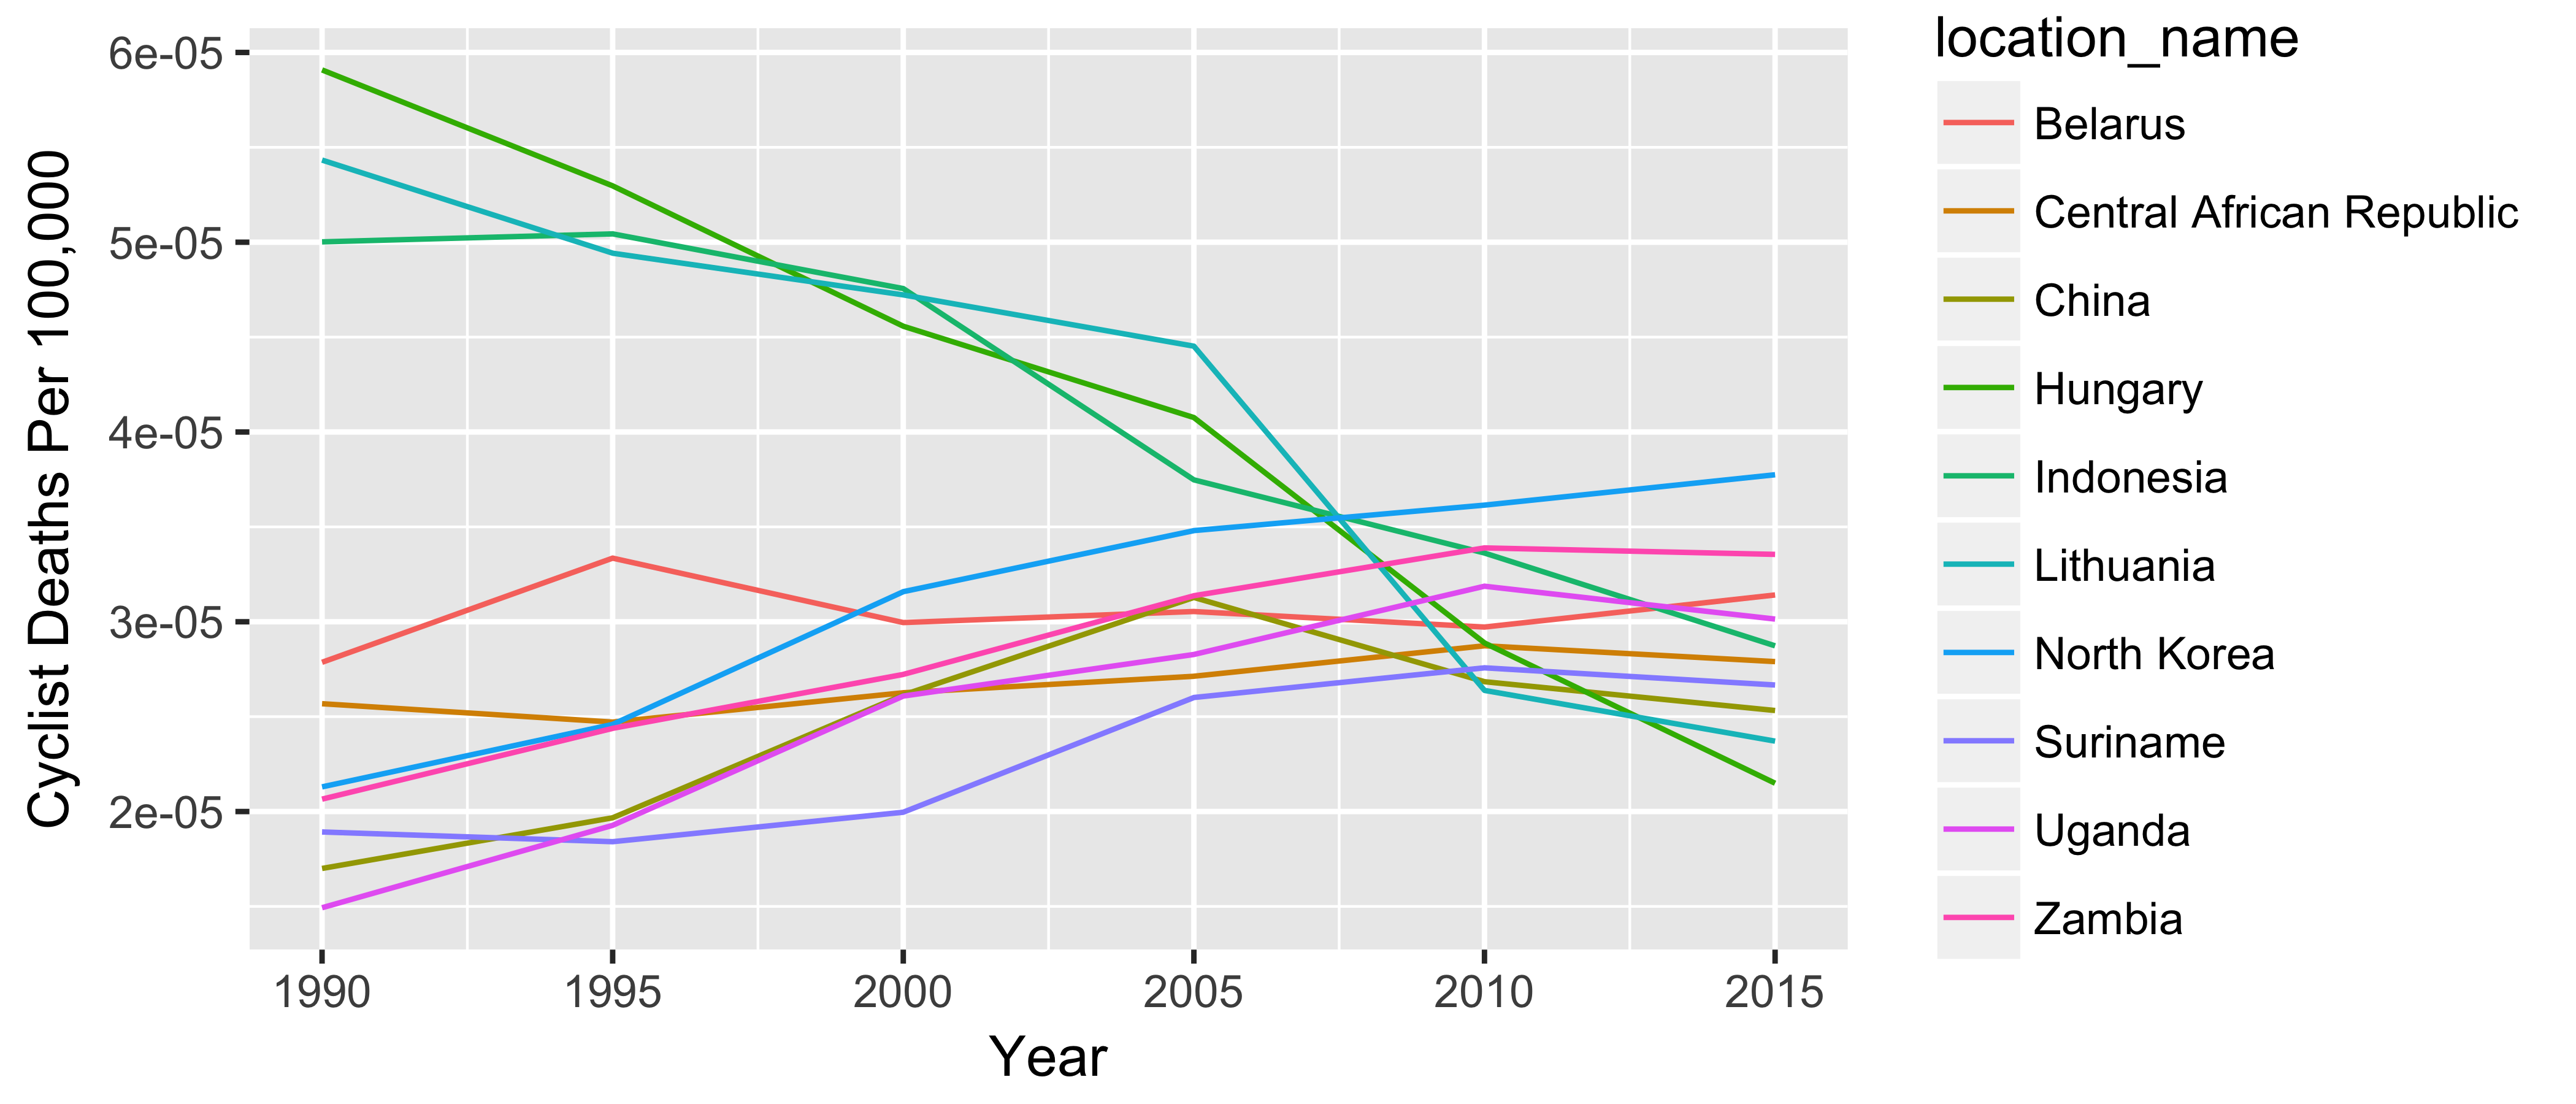 Cyclist Deaths Per 100,000
6e-05
5e-05
4e-05
3e-05
2e-05
1990 1995 2000 2005 2010 2015
Year
location_name
Belarus
Central African Republic
China
Hungary
Indonesia
Lithuania
North Korea
Suriname
Uganda
Zambia